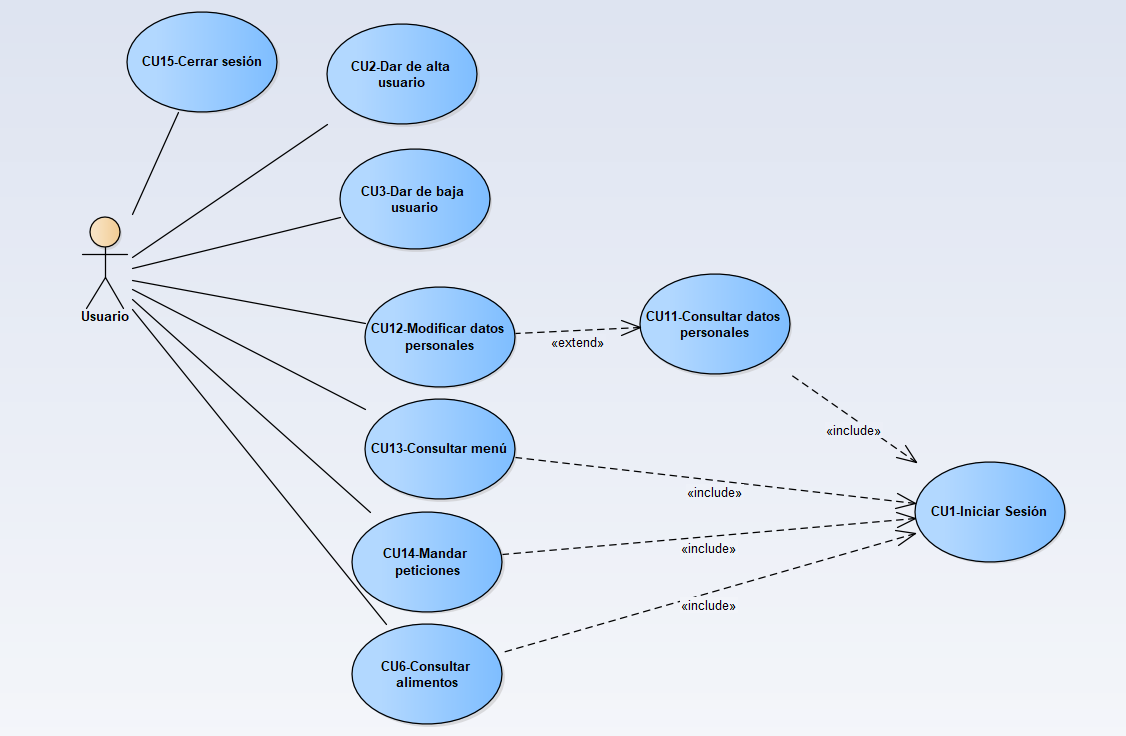 CU15-Cerrar sesión
CU2-Dar de alta
usuario
CU3-Dar de baja
usuario
Usuario
CU12-Modificar datos
personales
«extend»
CU11-Consultar datos
personales
«include»
CU13-Consultar menú
«include»
CU1-Iniciar Sesión
CU14-Mandar
peticiones
«include»
«include»
CU6-Consultar
alimentos